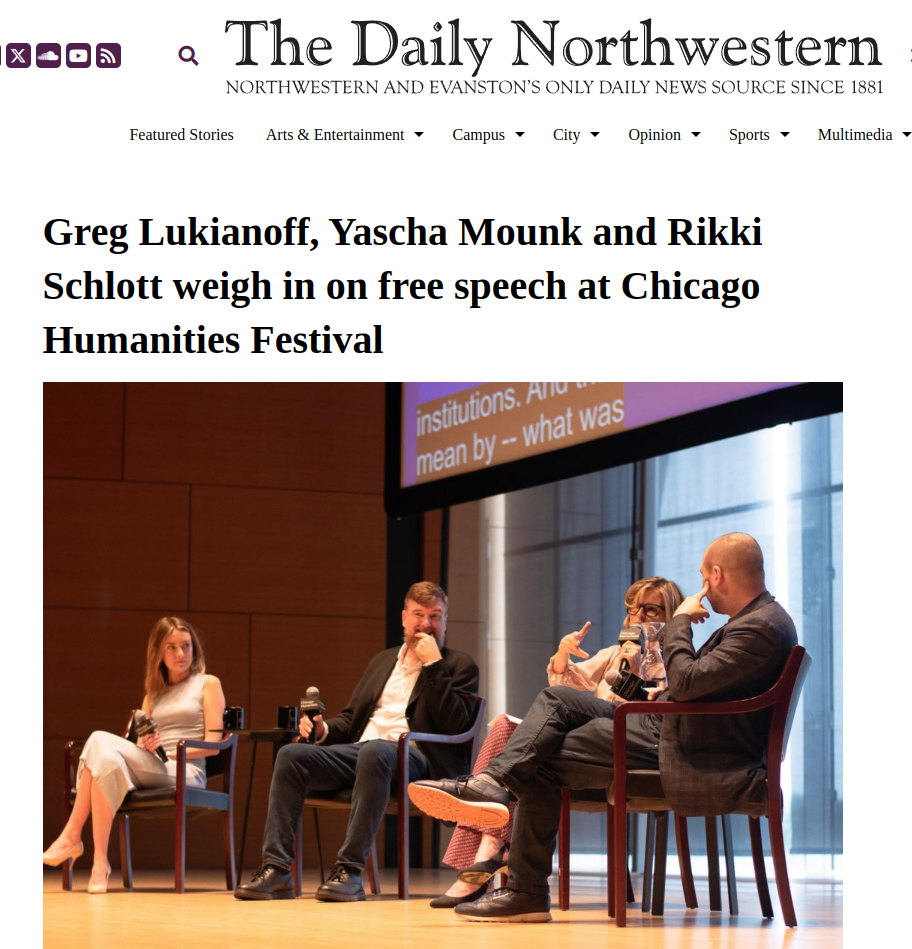 The Daily Northwestern
NORTHWESTERN AND EVANSTON'S ONLY DAILY NEWS SOURCE SINCE 1881
Featured Stories Arts & Entertainment Campus City Opinion Sports Multimedia
Greg Lukianoff, Yascha Mounk and Rikki
Schlott weigh in on free speech at Chicago
Humanities Festival
institutions. And
mean by -- what was